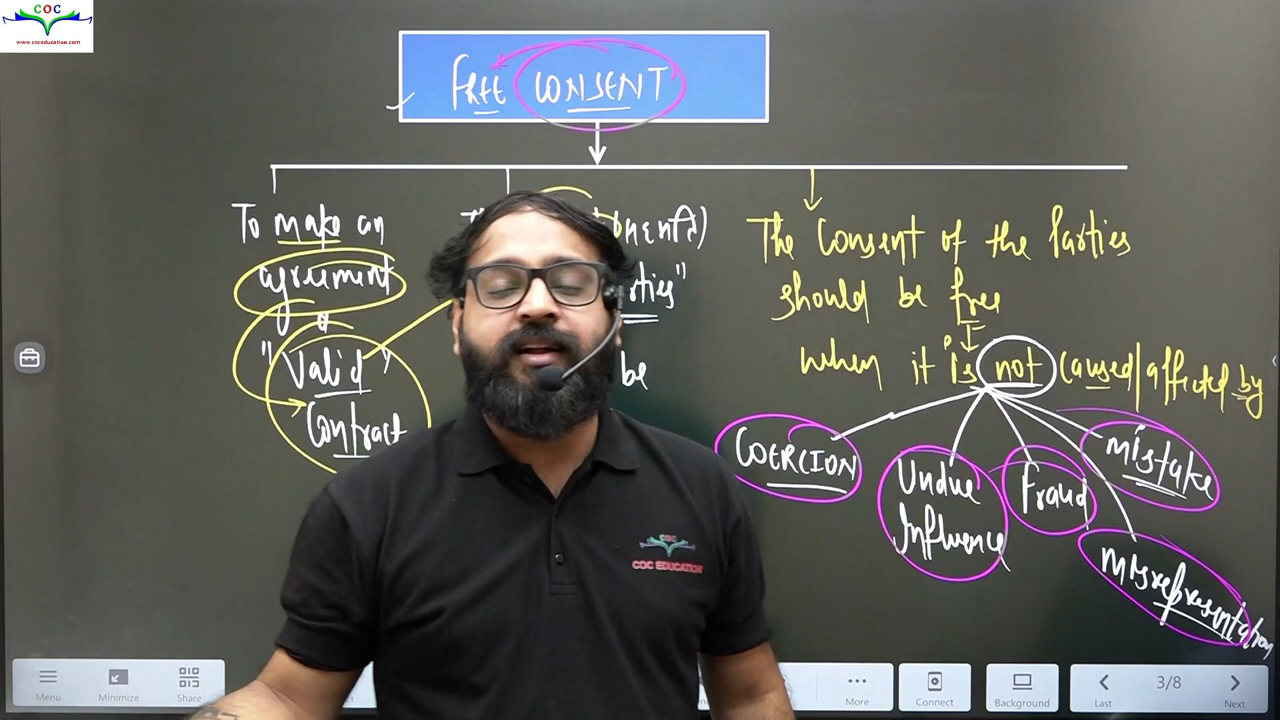 COC
www.coceducation.com
FREE CONSENT
To make an
agreement
a
"Valid"
Contract
be
The Consent of the Parties
should be free
when it is not caused/affected by
COERCION
Undue
Influence
Fraud
mistake
misrepresentation
COC
COC EDUCATION
Menu
Minimize
Share
More
Connect
Background
Last
3/8
Next